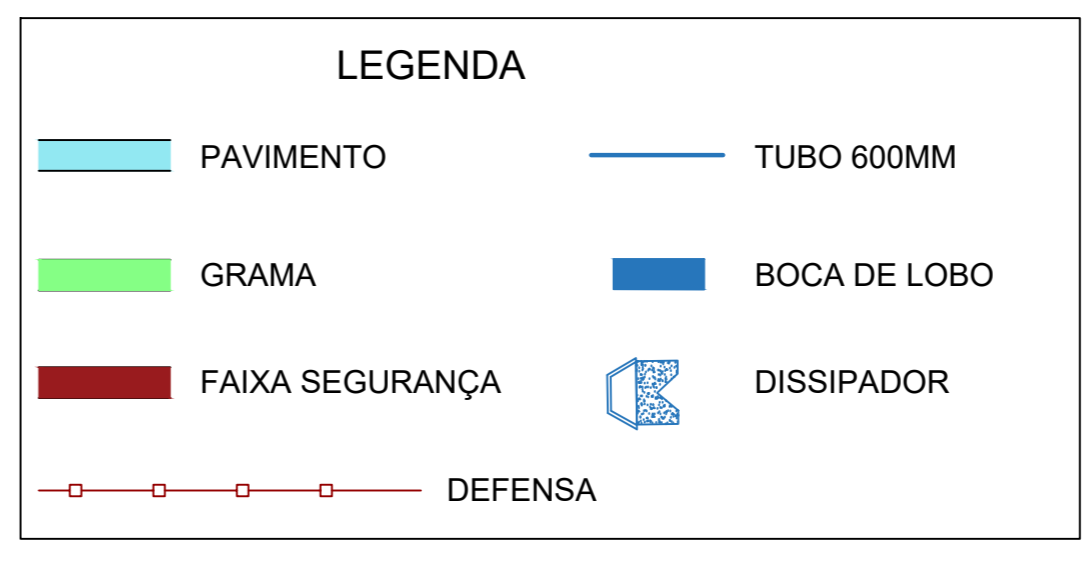 LEGENDA
PAVIMENTO
TUBO 600MM
GRAMA
BOCA DE LOBO
FAIXA SEGURANÇA
DISSIPADOR
DEFENSA